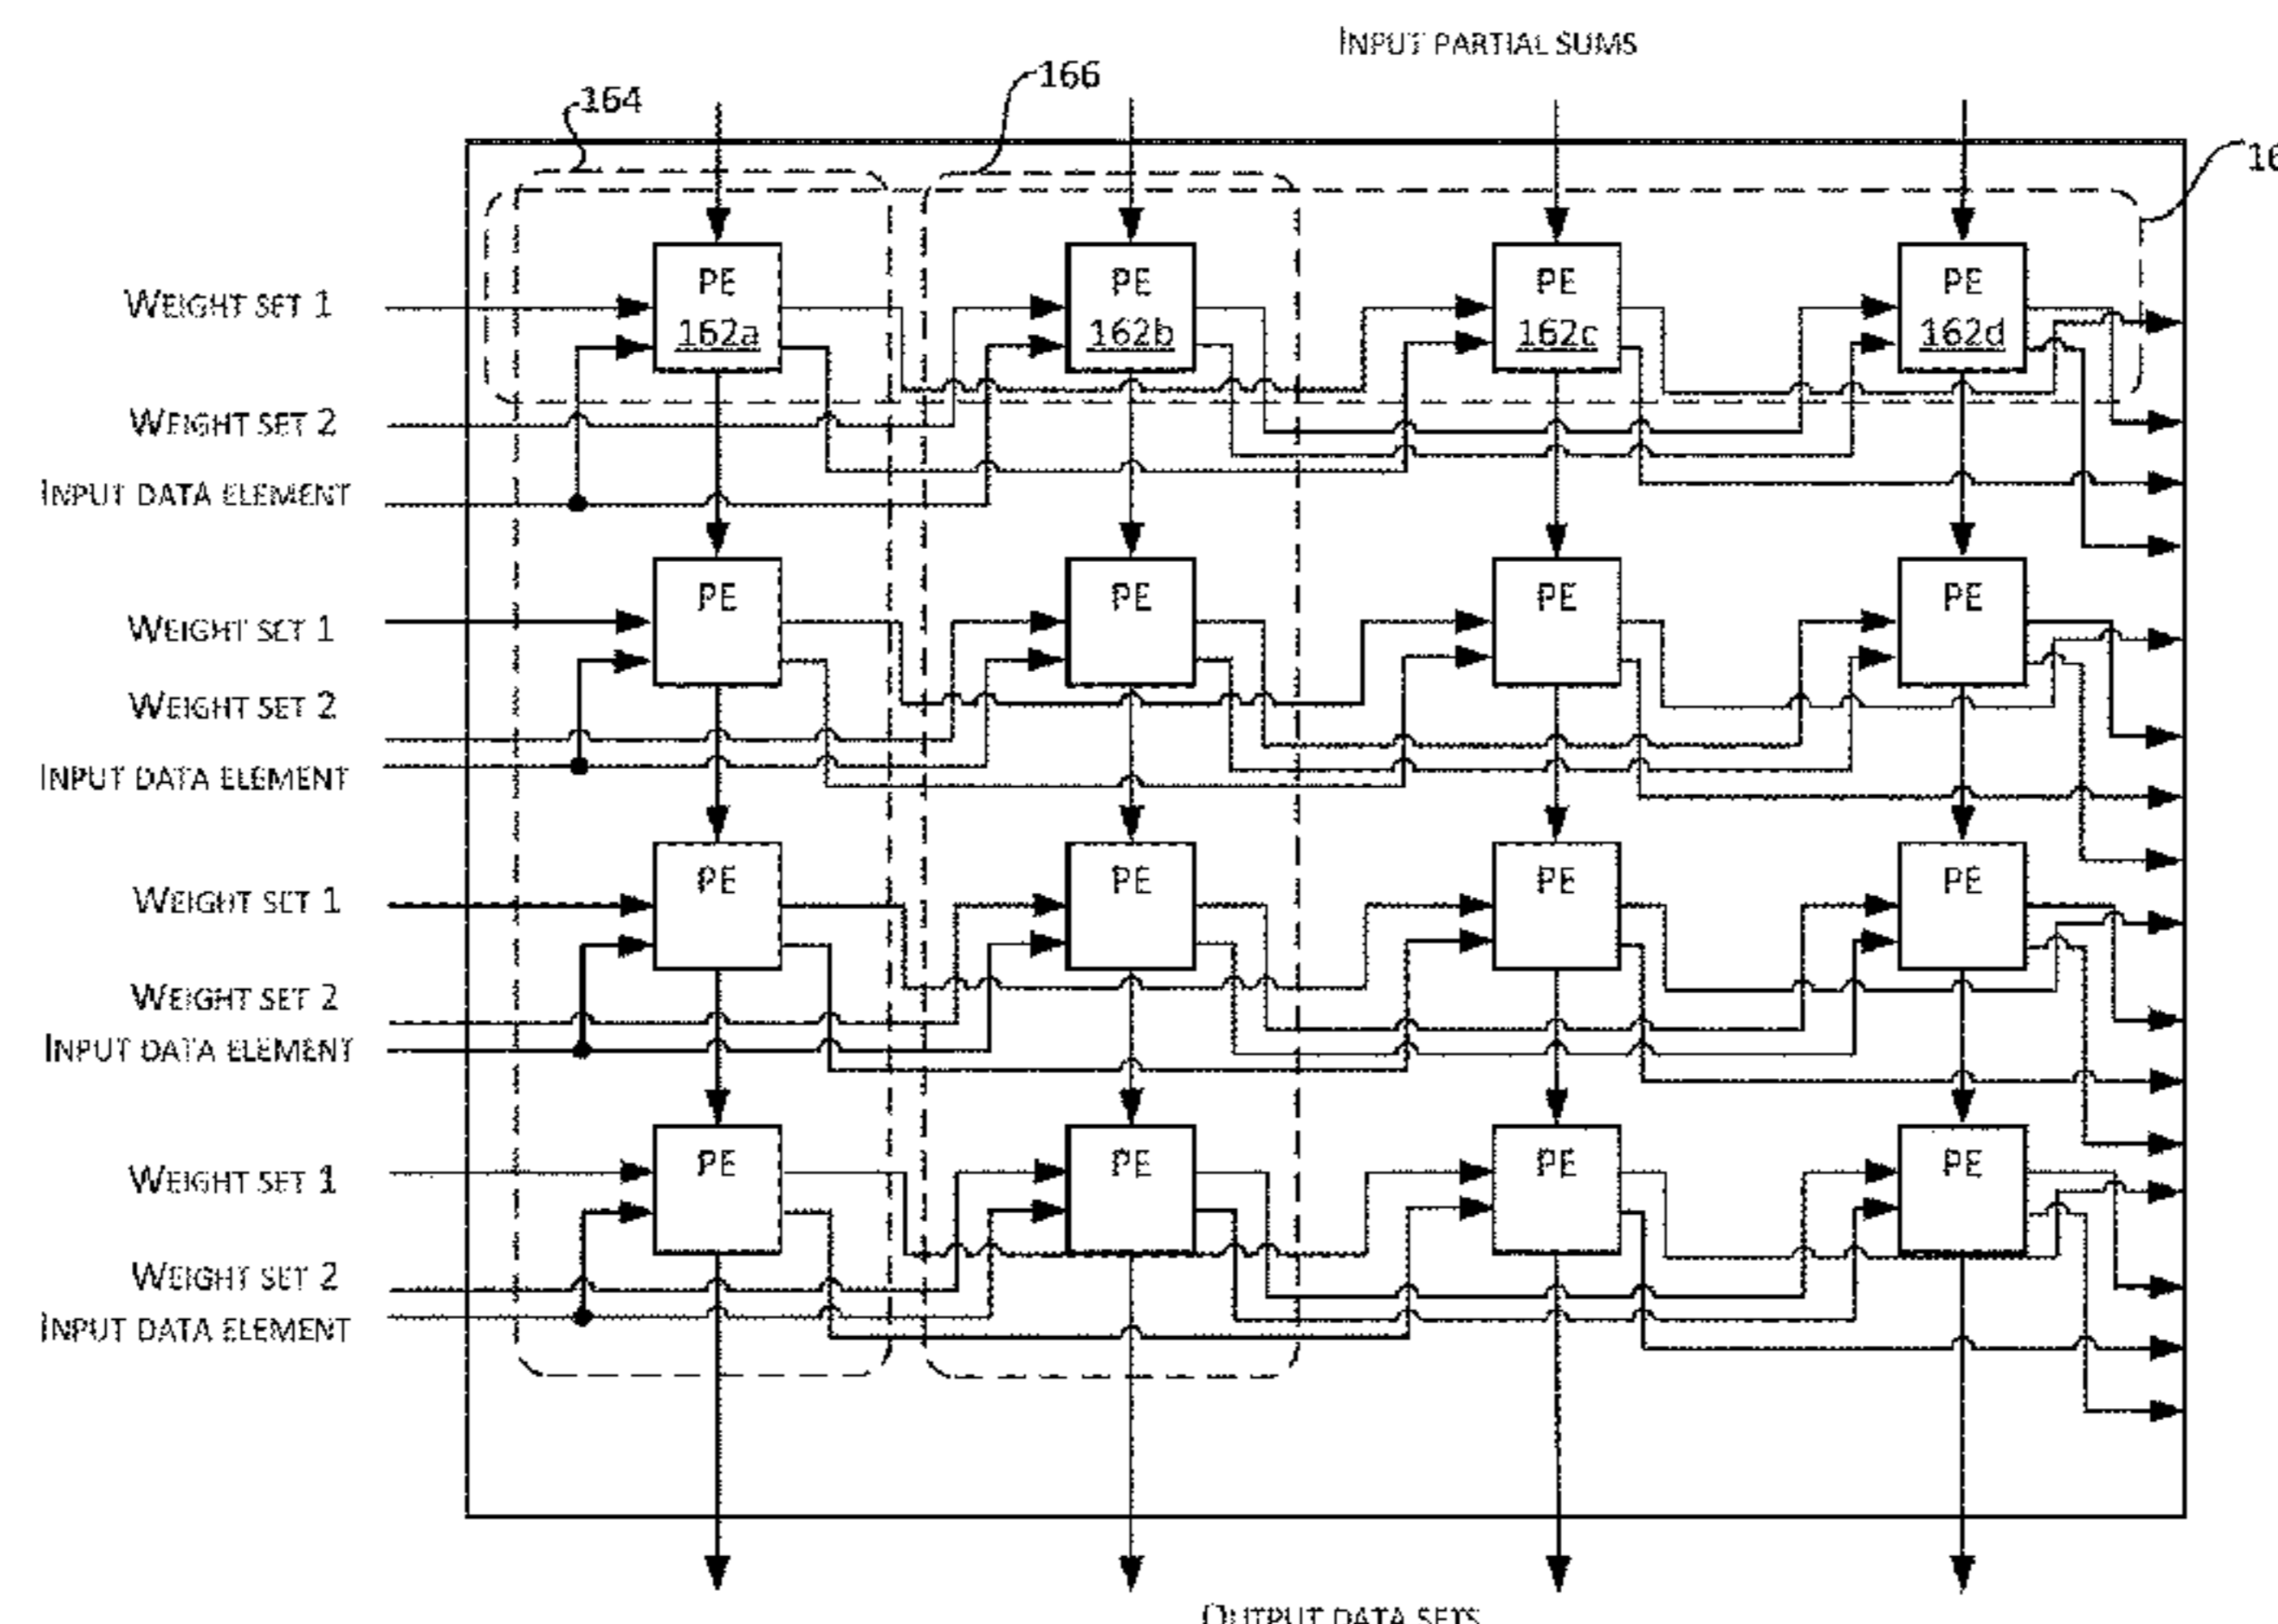 INPUT PARTIAL SUMS
164
166
16
PE
162a
PE
162b
PE
162c
PE
162d
WEIGHT SET 1
WEIGHT SET 2
INPUT DATA ELEMENT
PE
PE
PE
PE
WEIGHT SET 1
WEIGHT SET 2
INPUT DATA ELEMENT
PE
PE
PE
PE
WEIGHT SET 1
WEIGHT SET 2
INPUT DATA ELEMENT
PE
PE
PE
PE
WEIGHT SET 1
WEIGHT SET 2
INPUT DATA ELEMENT
OUTPUT DATA SETS